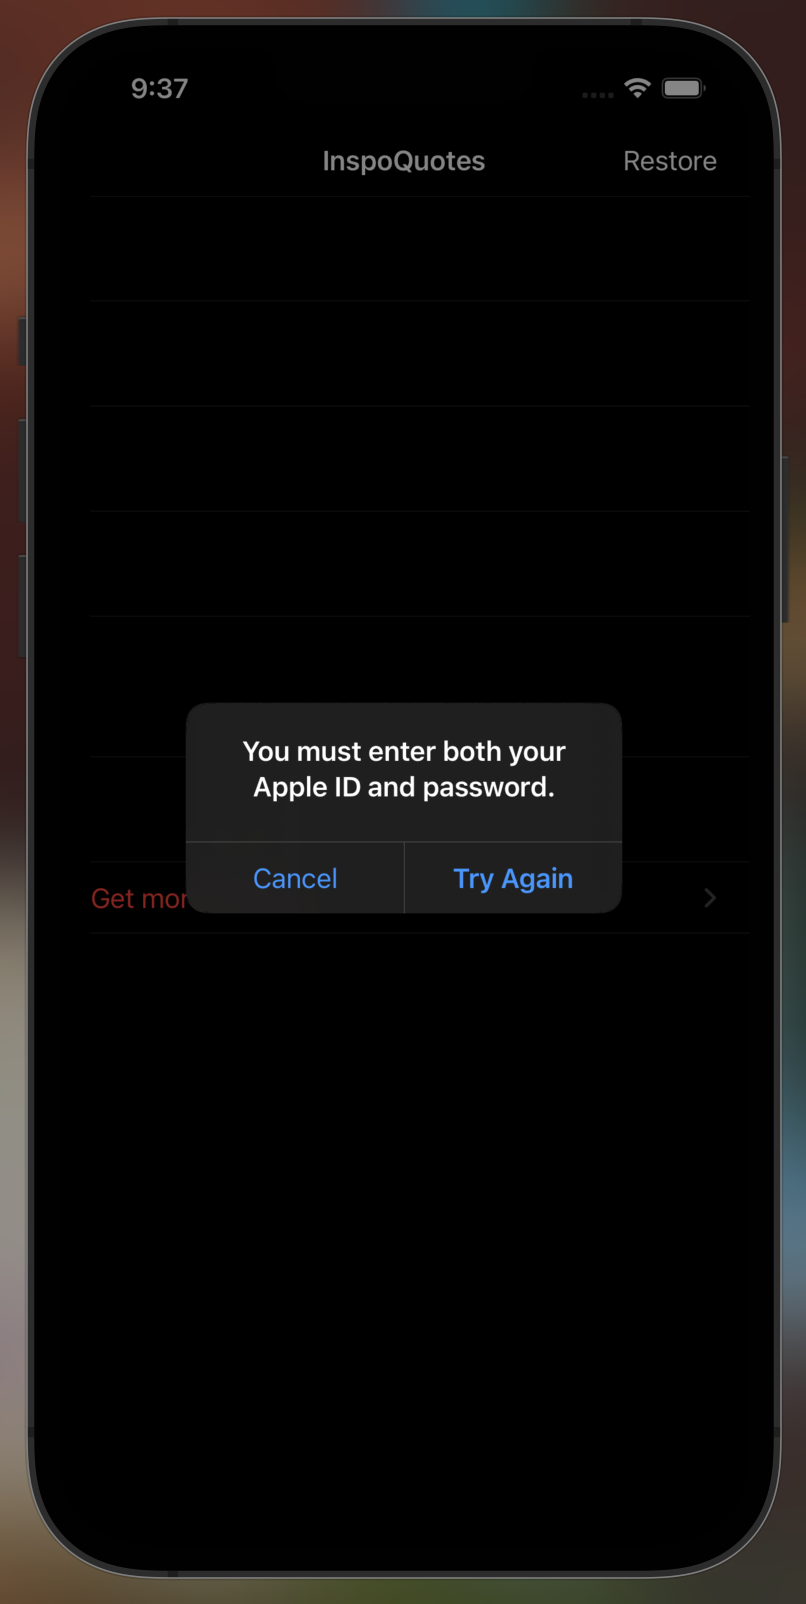 9:37
InspoQuotes Restore
You must enter both your
Apple ID and password.
Cancel Try Again
Get mor